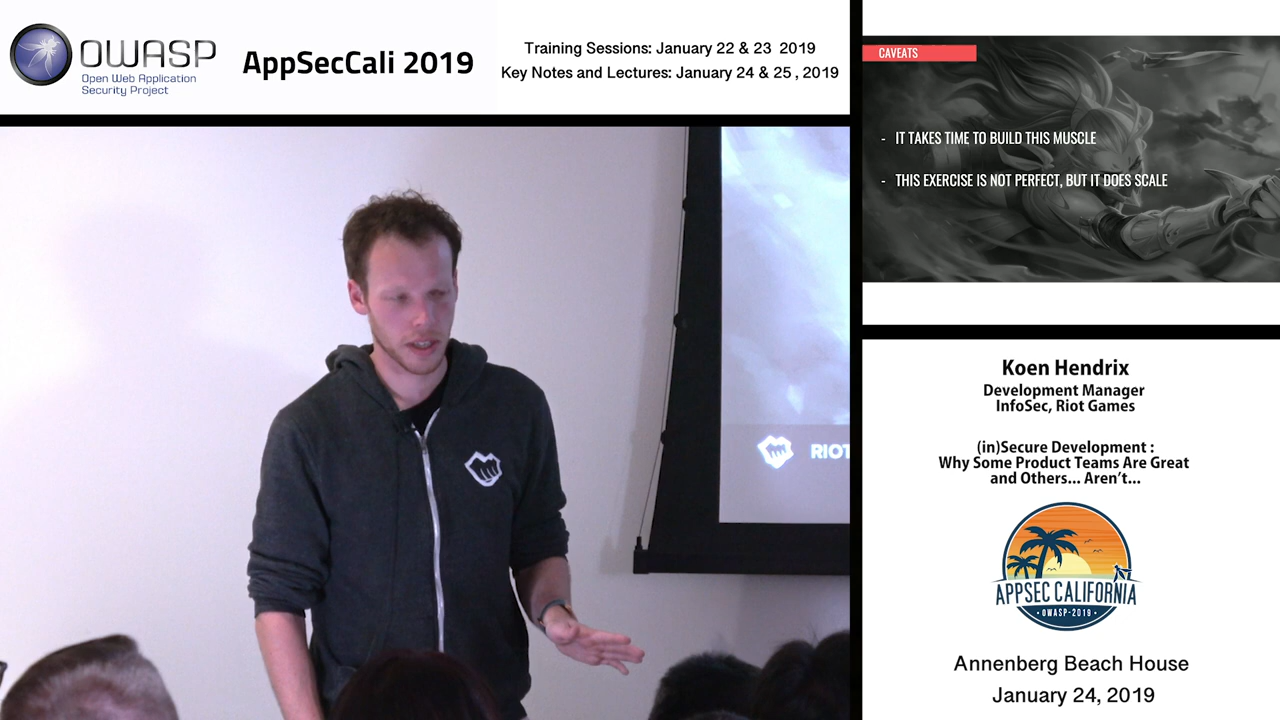 OWASP
Open Web Application
Security Project
AppSecCali 2019
Training Sessions: January 22 & 23 2019
Key Notes and Lectures: January 24 & 25 , 2019
CAVEATS
- IT TAKES TIME TO BUILD THIS MUSCLE
- THIS EXERCISE IS NOT PERFECT, BUT IT DOES SCALE
RIOT
Koen Hendrix
Development Manager
InfoSec, Riot Games
(in)Secure Development :
Why Some Product Teams Are Great
and Others... Aren't...
APPSEC CALIFORNIA
• OWASP-2019 •
Annenberg Beach House
January 24, 2019